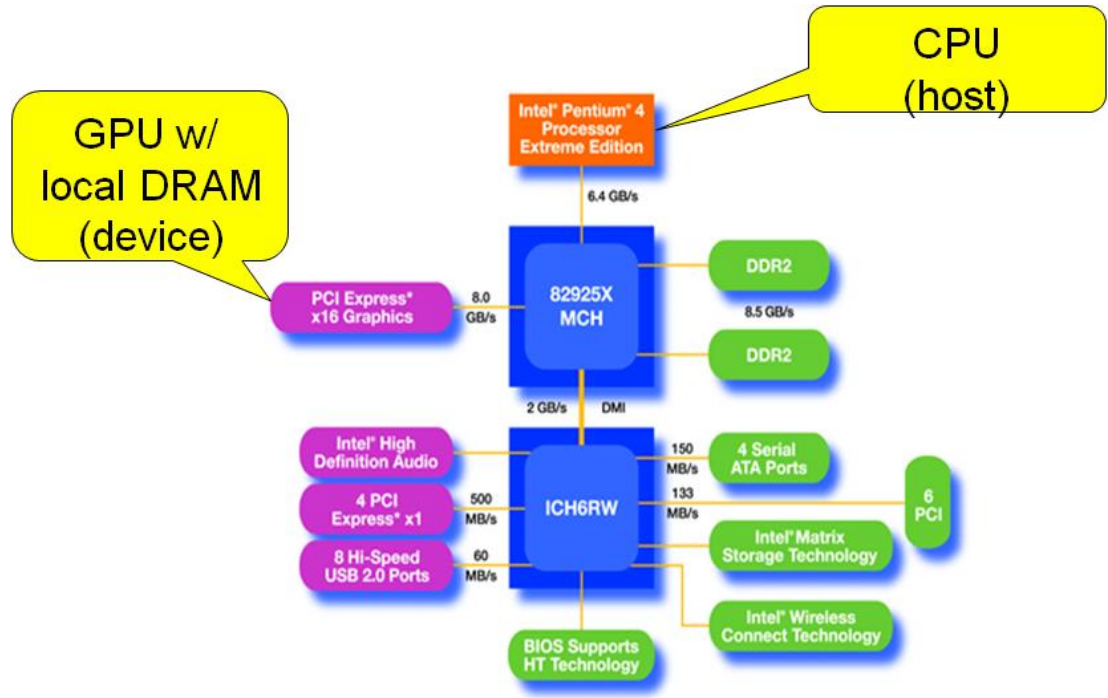 CPU
(host)
GPU w/
local DRAM
(device)
Intel® Pentium® 4
Processor
Extreme Edition
6.4 GB/s
PCI Express*
x16 Graphics
8.0
GB/s
82925X
MCH
DDR2
8.5 GB/s
DDR2
2 GB/s
DMI
Intel® High
Definition Audio
4 PCI
Express* x1
500
MB/s
8 Hi-Speed
USB 2.0 Ports
60
MB/s
ICH6RW
150
MB/s
4 Serial
ATA Ports
133
MB/s
6
PCI
Intel® Matrix
Storage Technology
Intel® Wireless
Connect Technology
BIOS Supports
HT Technology